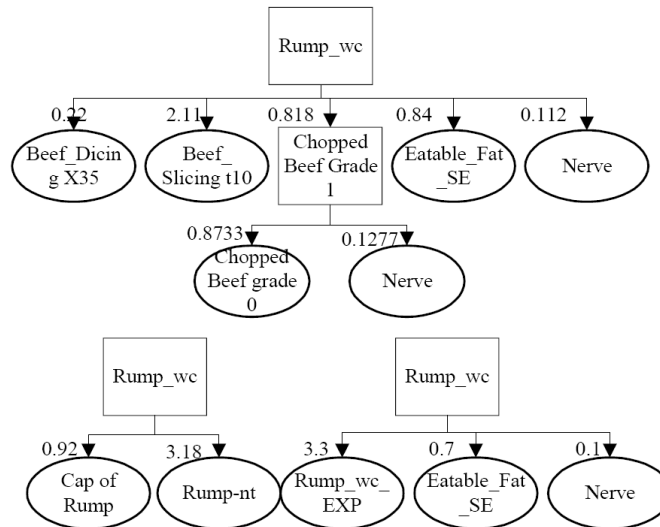 Rump_wc
0.22 2.11 0.818 0.84 0.112
Beef_Dicin
g X35
Beef_
Slicing t10
Chopped
Beef Grade
1
Eatable_Fat
_SE
Nerve
0.8733 0.1277
Chopped
Beef grade
0
Nerve
Rump_wc
0.92 3.18
Cap of
Rump
Rump-nt
Rump_wc
3.3 0.7 0.1
Rump_wc_
EXP
Eatable_Fat
_SE
Nerve